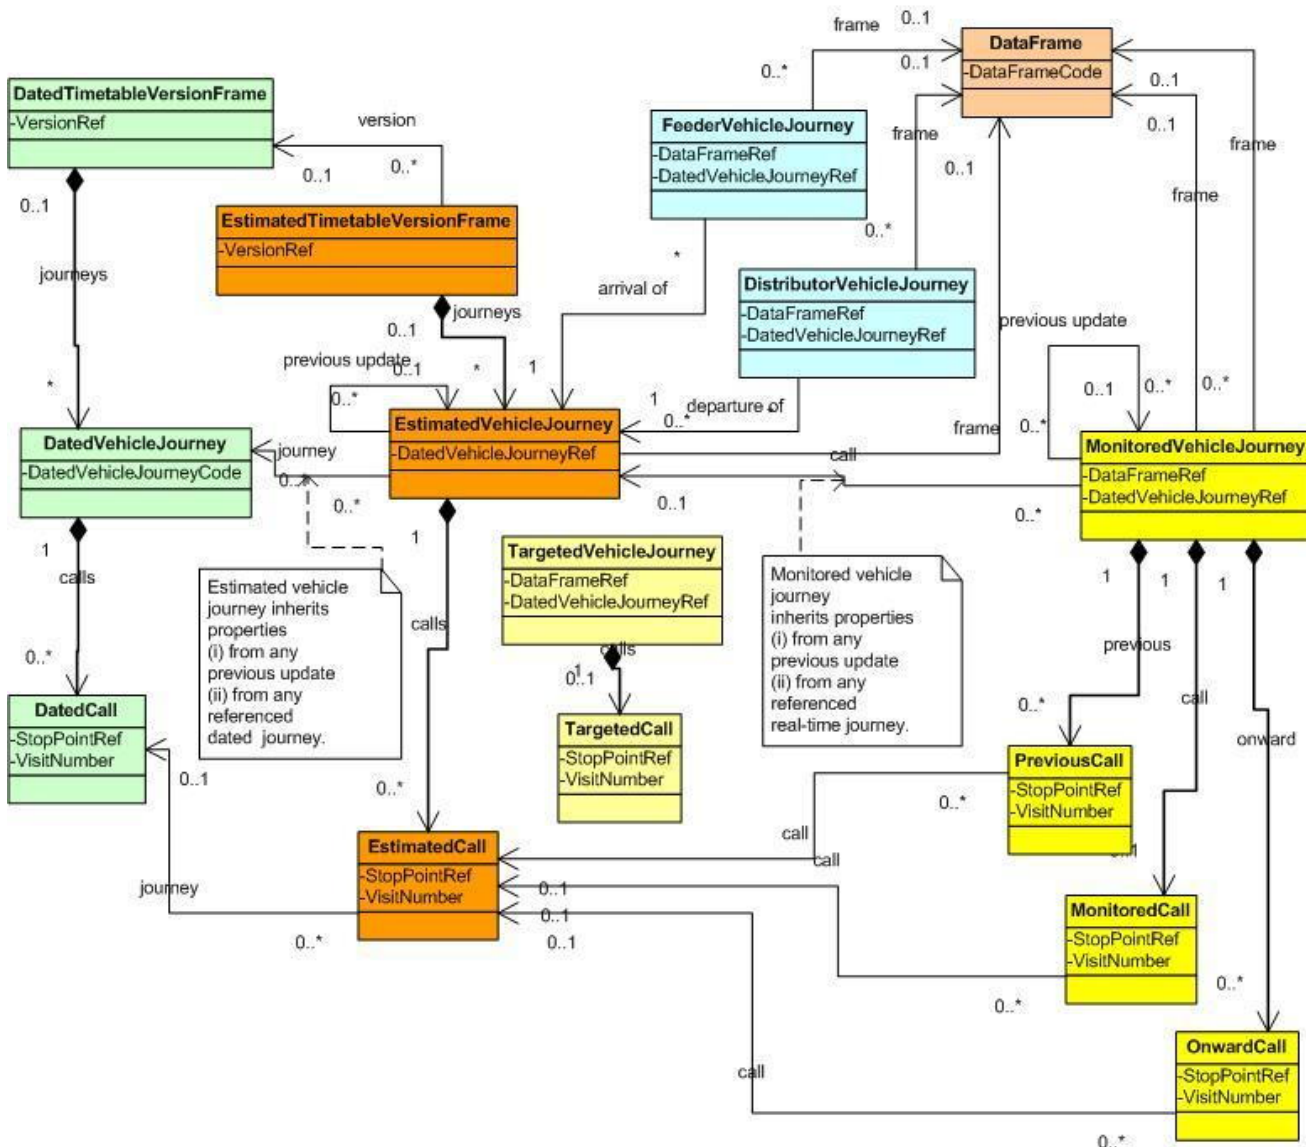 frame
0..1
DataFrame
-DataFrameCode
0..*
0..1
0..1
0..1
DatedTimetableVersionFrame
-VersionRef
version
0..1
0..*
0..1
FeederVehicleJourney
-DataFrameRef
-DatedVehicleJourneyRef
frame
0..1
frame
frame
EstimatedTimetableVersionFrame
-VersionRef
journeys
*
0..*
arrival of
DistributorVehicleJourney
-DataFrameRef
-DatedVehicleJourneyRef
previous update
journeys
0..1
previous update
0..1
*
1
0..*
*
1
0..*
departure of
*
0..1
0..*
0..*
0..*
frame
DatedVehicleJourney
-DatedVehicleJourneyCode
journey
0..*
0..*
EstimatedVehicleJourney
-DatedVehicleJourneyRef
call
0..1
0..*
MonitoredVehicleJourney
-DataFrameRef
-DatedVehicleJourneyRef
1
calls
0..*
1
calls
0..*
Estimated vehicle
journey inherits
properties
(i) from any
previous update
(ii) from any
referenced
dated journey.
TargetedVehicleJourney
-DataFrameRef
-DatedVehicleJourneyRef
calls
1
0..1
TargetedCall
-StopPointRef
-VisitNumber
Monitored vehicle
journey
inherits properties
(i) from any
previous update
(ii) from any
referenced
real-time journey.
1
1
1
previous
call
onward
0..*
DatedCall
-StopPointRef
-VisitNumber
0..1
PreviousCall
-StopPointRef
-VisitNumber
0..*
0..1
EstimatedCall
-StopPointRef
-VisitNumber
journey
0..*
call
call
0..1
0..1
0..1
MonitoredCall
-StopPointRef
-VisitNumber
0..*
0..*
OnwardCall
-StopPointRef
-VisitNumber
call
0..*